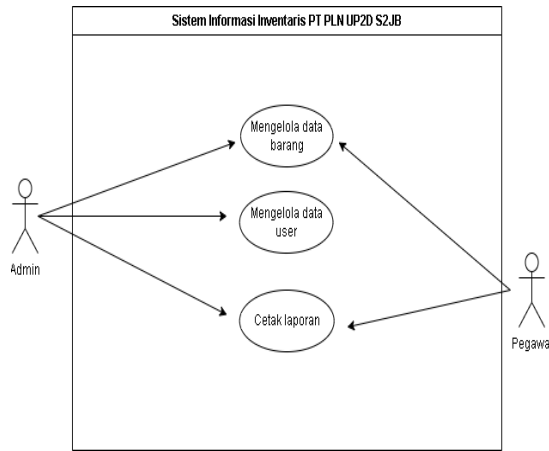 Sistem Informasi Inventaris PT PLN UP2D S2JB
Mengelola data
barang
Mengelola data
user
Cetak laporan
Admin
Pegawa